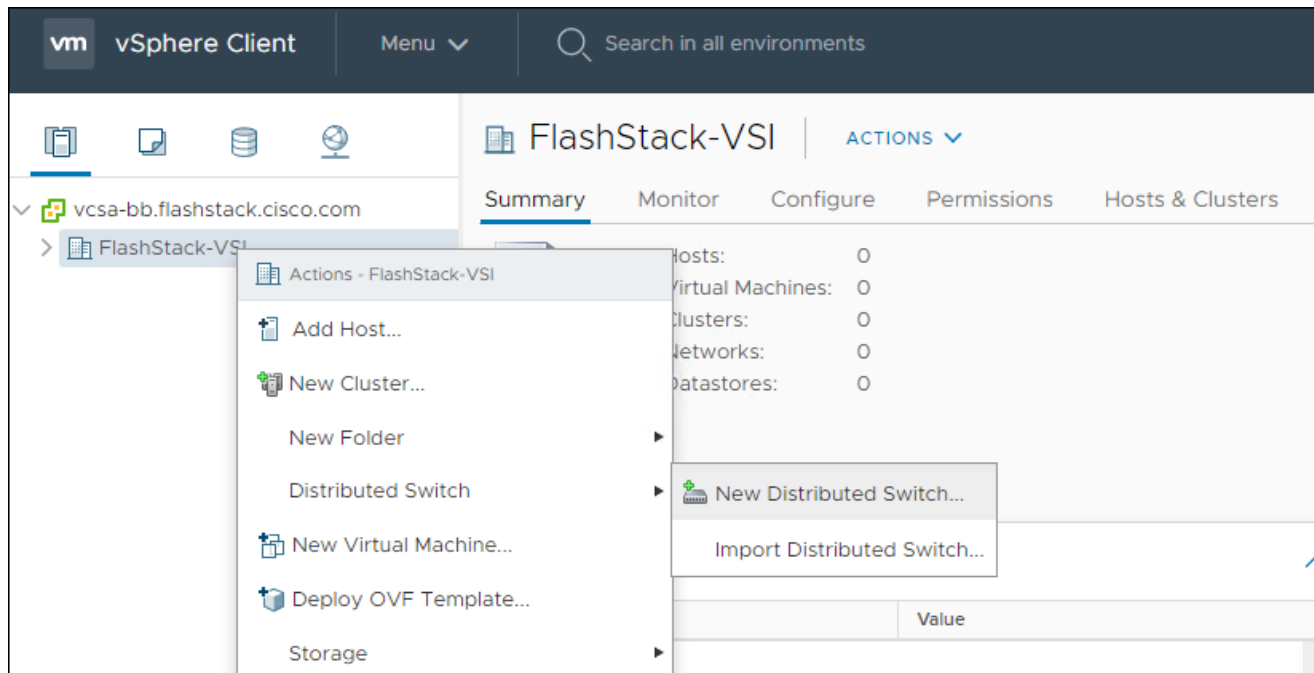 vm vSphere Client Menu Search in all environments
FlashStack-VSI ACTIONS
Summary Monitor Configure Permissions Hosts & Clusters
vcsa-bb.flashstack.cisco.com
FlashStack-VSI
Hosts: 0
Virtual Machines: 0
Clusters: 0
Networks: 0
Datastores: 0
Actions - FlashStack-VSI
Add Host...
New Cluster...
New Folder
Distributed Switch
New Virtual Machine...
Deploy OVF Template...
Storage
New Distributed Switch...
Import Distributed Switch...
Value